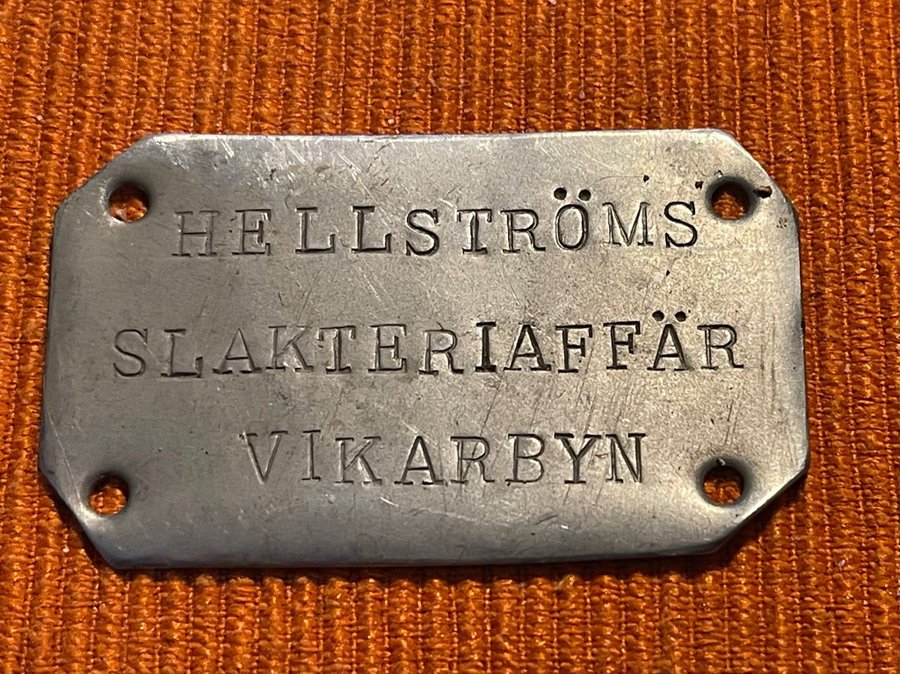 HELLSTRÖMS
SLAKTERIAFFÄR
VIKARBYN